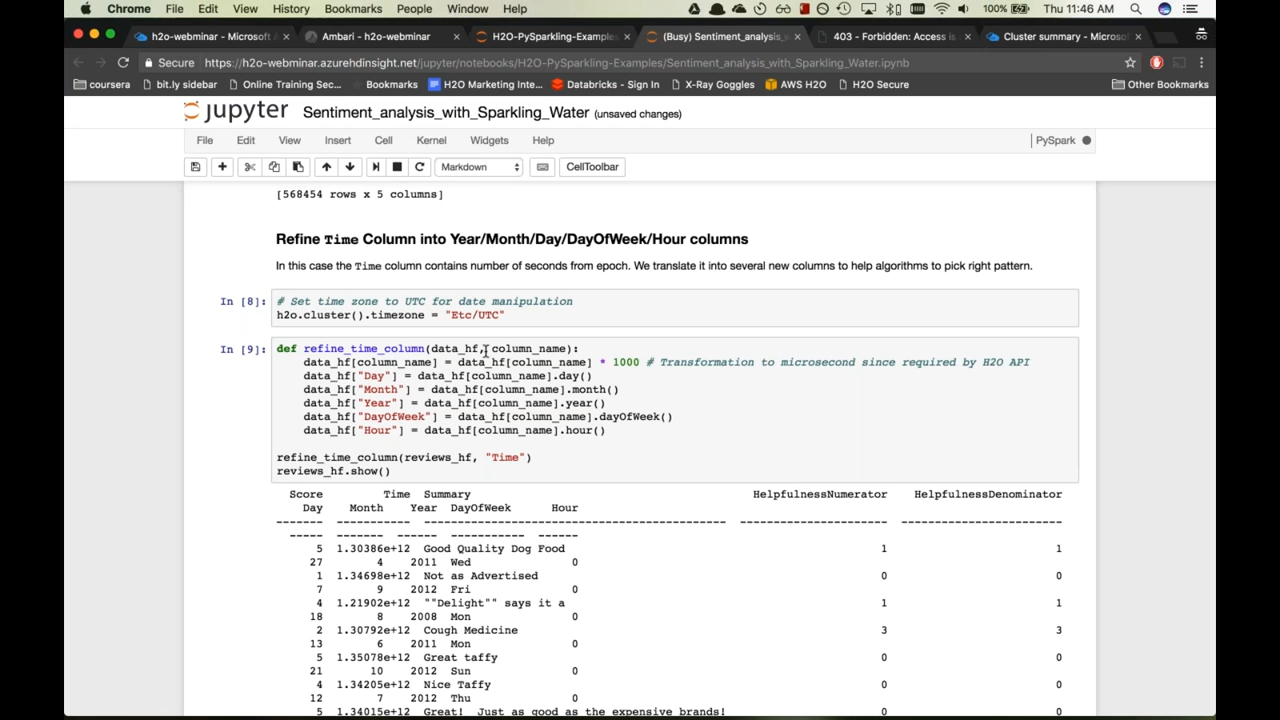 Chrome File Edit View History Bookmarks People Window Help 100% Thu 11:46 AM
h2o-webminar - Microsoft A
Ambari - h2o-webminar
H2O-PySparkling-Examples
(Busy) Sentiment_analysis_w
403 - Forbidden: Access is
Cluster summary - Microsof
Secure https://h2o-webminar.azurehdinsight.net/jupyter/notebooks/H2O-PySparkling-Examples/Sentiment_analysis_with_Sparkling_Water.ipynb
coursera bit.ly sidebar Online Training Sec... Bookmarks H2O Marketing Inte... Databricks - Sign In X-Ray Goggles AWS H2O H2O Secure Other Bookmarks
jupyter Sentiment_analysis_with_Sparkling_Water (unsaved changes)
File Edit View Insert Cell Kernel Widgets Help PySpark
Markdown CellToolbar
[568454 rows x 5 columns]
Refine Time Column into Year/Month/Day/DayOfWeek/Hour columns
In this case the Time column contains number of seconds from epoch. We translate it into several new columns to help algorithms to pick right pattern.
In [8]: # Set time zone to UTC for date manipulation
h2o.cluster().timezone = "Etc/UTC"
In [9]: def refine_time_column(data_hf, column_name):
data_hf[column_name] = data_hf[column_name] * 1000 # Transformation to microsecond since required by H2O API
data_hf["Day"] = data_hf[column_name].day()
data_hf["Month"] = data_hf[column_name].month()
data_hf["Year"] = data_hf[column_name].year()
data_hf["DayOfWeek"] = data_hf[column_name].dayOfWeek()
data_hf["Hour"] = data_hf[column_name].hour()
refine_time_column(reviews_hf, "Time")
reviews_hf.show()
Score Time Summary HelpfulnessNumerator HelpfulnessDenominator
Day Month Year DayOfWeek Hour
5 1.30386e+12 Good Quality Dog Food 1 1
27 4 2011 Wed 0
1 1.34698e+12 Not as Advertised 0 0
7 9 2012 Fri 0
4 1.21902e+12 ""Delight"" says it a 1 1
18 8 2008 Mon 0
2 1.30792e+12 Cough Medicine 3 3
13 6 2011 Mon 0
5 1.35078e+12 Great taffy 0 0
21 10 2012 Sun 0
4 1.34205e+12 Nice Taffy 0 0
12 7 2012 Thu 0
5 1.34015e+12 Great! Just as good as the expensive brands! 0 0